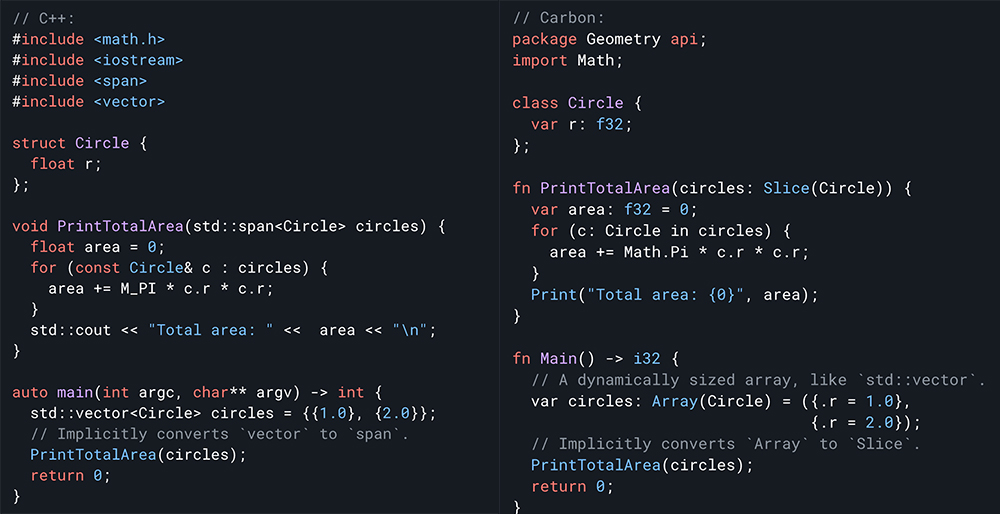 // C++:
#include <math.h>
#include <iostream>
#include <span>
#include <vector>

struct Circle {
  float r;
};

void PrintTotalArea(std::span<Circle> circles) {
  float area = 0;
  for (const Circle& c : circles) {
    area += M_PI * c.r * c.r;
  }
  std::cout << "Total area: " <<  area << "\n";
}

auto main(int argc, char** argv) -> int {
  std::vector<Circle> circles = {{1.0}, {2.0}};
  // Implicitly converts `vector` to `span`.
  PrintTotalArea(circles);
  return 0;
}

// Carbon:
package Geometry api;
import Math;

class Circle {
  var r: f32;
};

fn PrintTotalArea(circles: Slice(Circle)) {
  var area: f32 = 0;
  for (c: Circle in circles) {
    area += Math.Pi * c.r * c.r;
  }
  Print("Total area: {0}", area);
}

fn Main() -> i32 {
  // A dynamically sized array, like `std::vector`.
  var circles: Array(Circle) = ({.r = 1.0},
                                {.r = 2.0});
  // Implicitly converts `Array` to `Slice`.
  PrintTotalArea(circles);
  return 0;
}